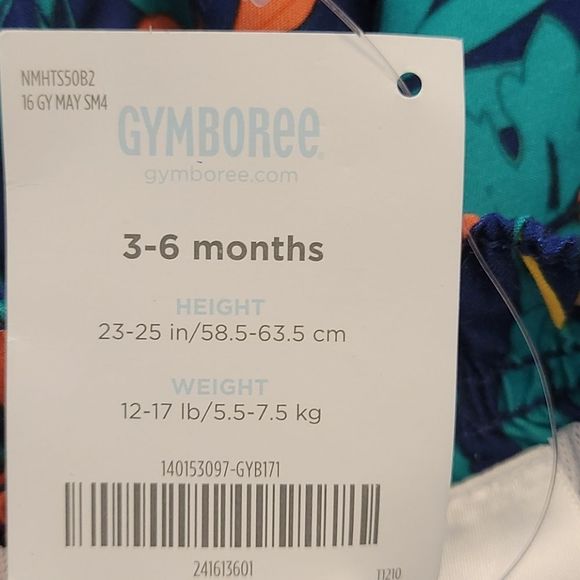 NMHTS50B2
16 GY MAY SM4
GYMBOREE
gymboree.com
3-6 months
HEIGHT
23-25 in/58.5-63.5 cm
WEIGHT
12-17 lb/5.5-7.5 kg
140153097-GYB171
241613601